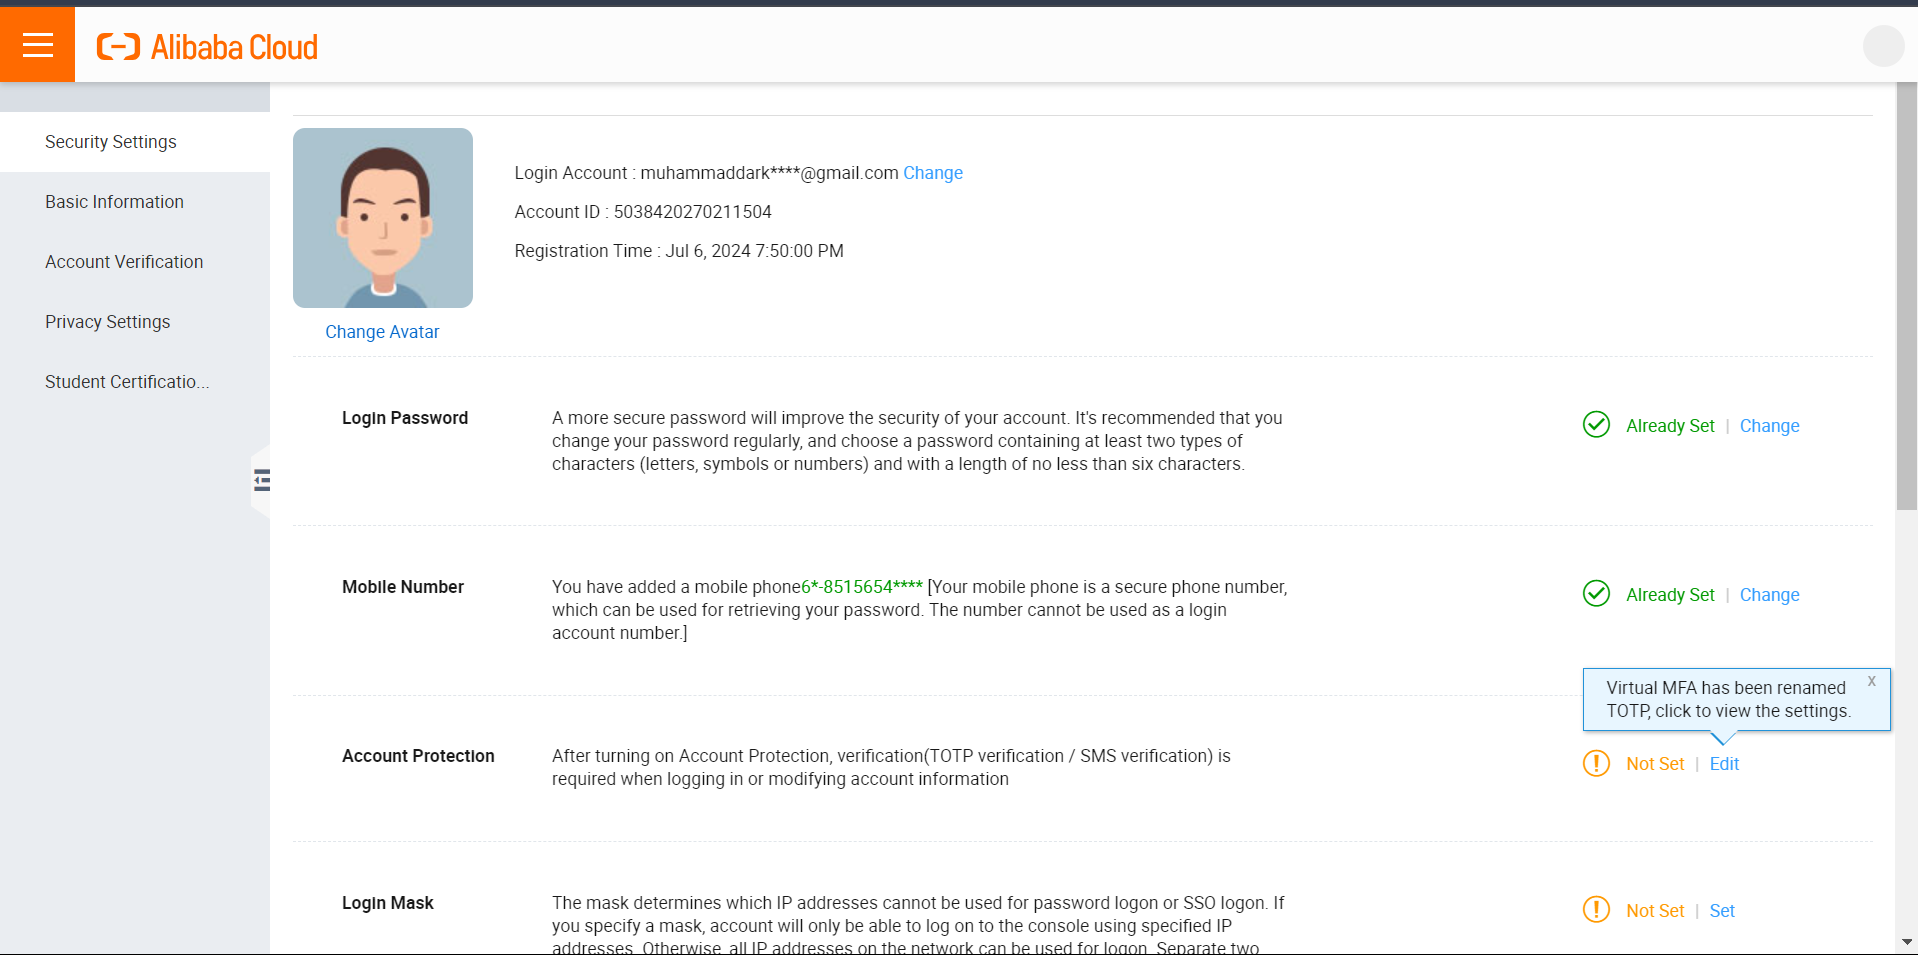 Alibaba Cloud
Security Settings
Basic Information
Account Verification
Privacy Settings
Student Certificatio...
Login Account : muhammaddark****@gmail.com Change
Account ID : 5038420270211504
Registration Time : Jul 6, 2024 7:50:00 PM
Change Avatar
Login Password
A more secure password will improve the security of your account. It's recommended that you
change your password regularly, and choose a password containing at least two types of
characters (letters, symbols or numbers) and with a length of no less than six characters.
Already Set | Change
Mobile Number
You have added a mobile phone6*-8515654**** [Your mobile phone is a secure phone number,
which can be used for retrieving your password. The number cannot be used as a login
account number.]
Already Set | Change
Virtual MFA has been renamed
TOTP, click to view the settings.
x
Account Protection
After turning on Account Protection, verification(TOTP verification / SMS verification) is
required when logging in or modifying account information
Not Set | Edit
Login Mask
The mask determines which IP addresses cannot be used for password logon or SSO logon. If
you specify a mask, account will only be able to log on to the console using specified IP
addresses. Otherwise, all IP addresses on the network can be used for logon. Separate two
Not Set | Set